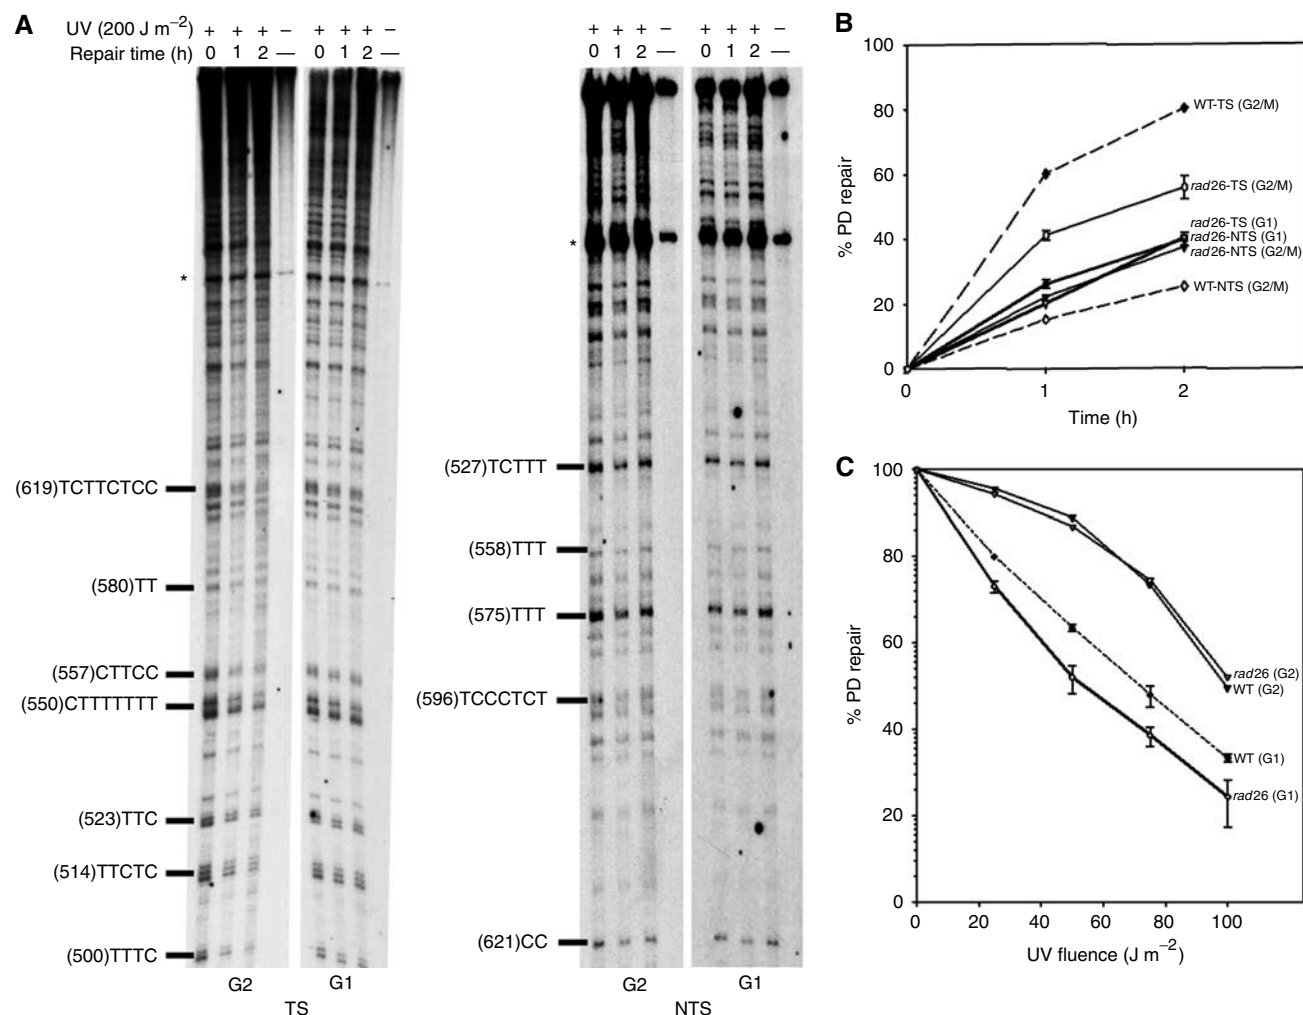 A
UV (200 J m−2) + + + − + + + −
Repair time (h) 0 1 2 — 0 1 2 —
+ + + − + + + −
0 1 2 — 0 1 2 —
*
(619)TCTTCTCC
(580)TT
(557)CTTCC
(550)CTTTTTTT
(523)TTC
(514)TTCTC
(500)TTTC
G2 G1
TS
*
(527)TCTTT
(558)TTT
(575)TTT
(596)TCCCTCT
(621)CC
G2 G1
NTS
B
100
80
60
40
20
0
% PD repair
0 1 2
Time (h)
WT-TS (G2/M)
rad26-TS (G2/M)
rad26-TS (G1)
rad26-NTS (G1)
rad26-NTS (G2/M)
WT-NTS (G2/M)
C
100
80
60
40
20
0
% PD repair
0 20 40 60 80 100
UV fluence (J m−2)
rad26 (G2)
WT (G2)
WT (G1)
rad26 (G1)